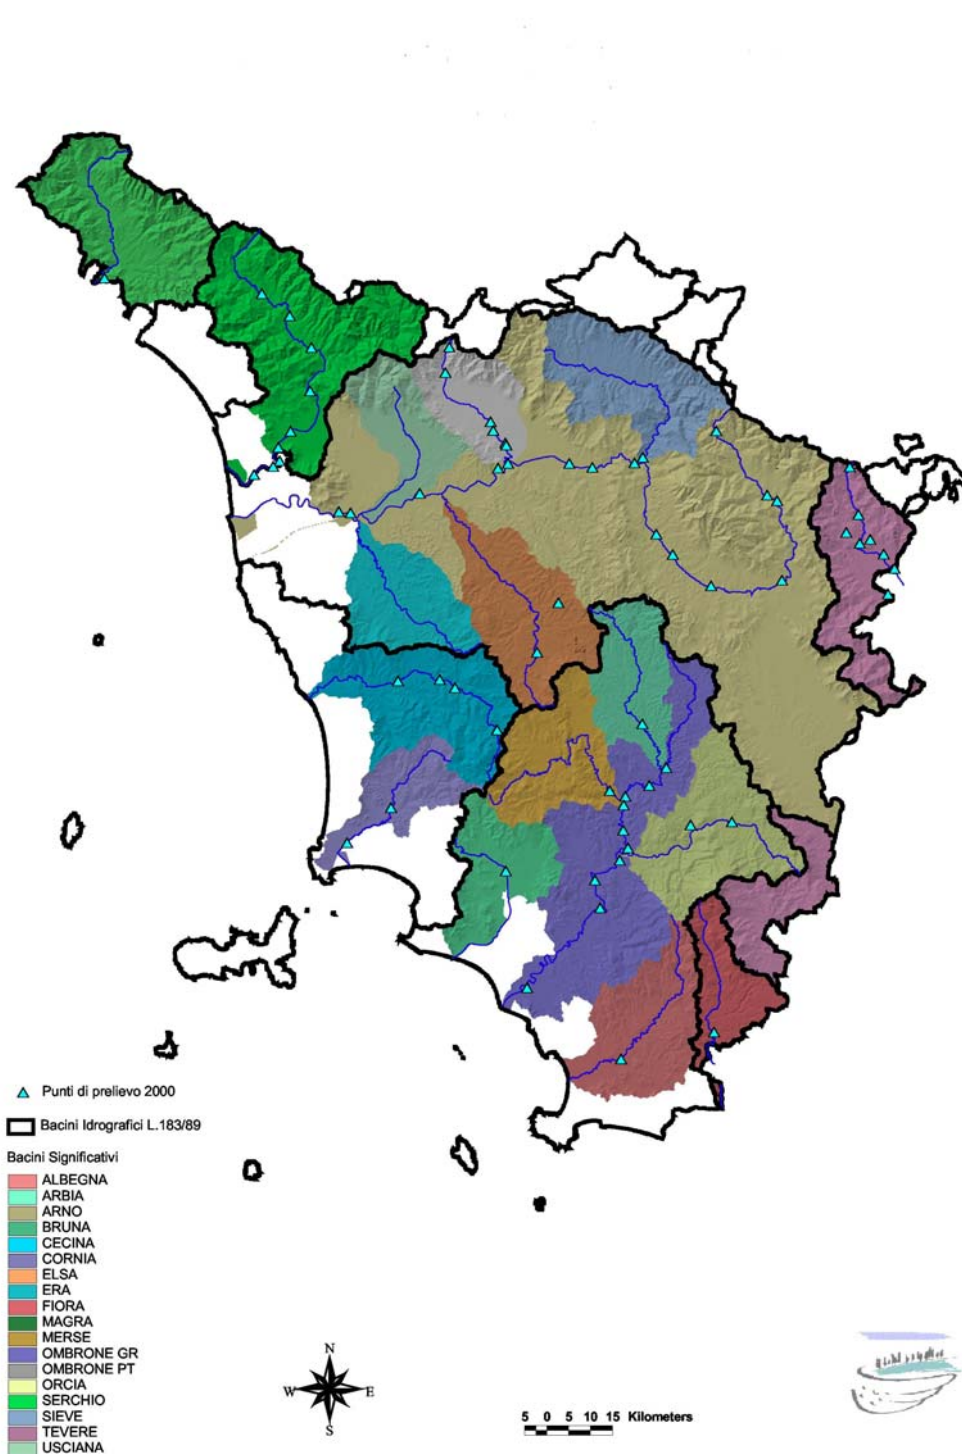 Punti di prelievo 2000
Bacini Idrografici L.183/89
Bacini Significativi
ALBEGNA
ARBIA
ARNO
BRUNA
CECINA
CORNIA
ELSA
ERA
FIORA
MAGRA
MERSE
OMBRONE GR
OMBRONE PT
ORCIA
SERCHIO
SIEVE
TEVERE
USCIANA
N
W E
S
5 0 5 10 15 Kilometers